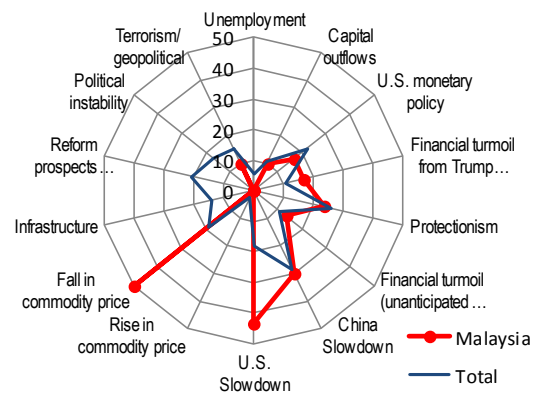 Unemployment
Capital
outflows
U.S. monetary
policy
Financial turmoil
from Trump...
Protectionism
Financial turmoil
(unanticipated ...
China
Slowdown
U.S.
Slowdown
Rise in
commodity price
Fall in
commodity price
Infrastructure
Reform
prospects...
Political
instability
Terrorism/
geopolitical
50
40
30
20
10
0
Malaysia
Total